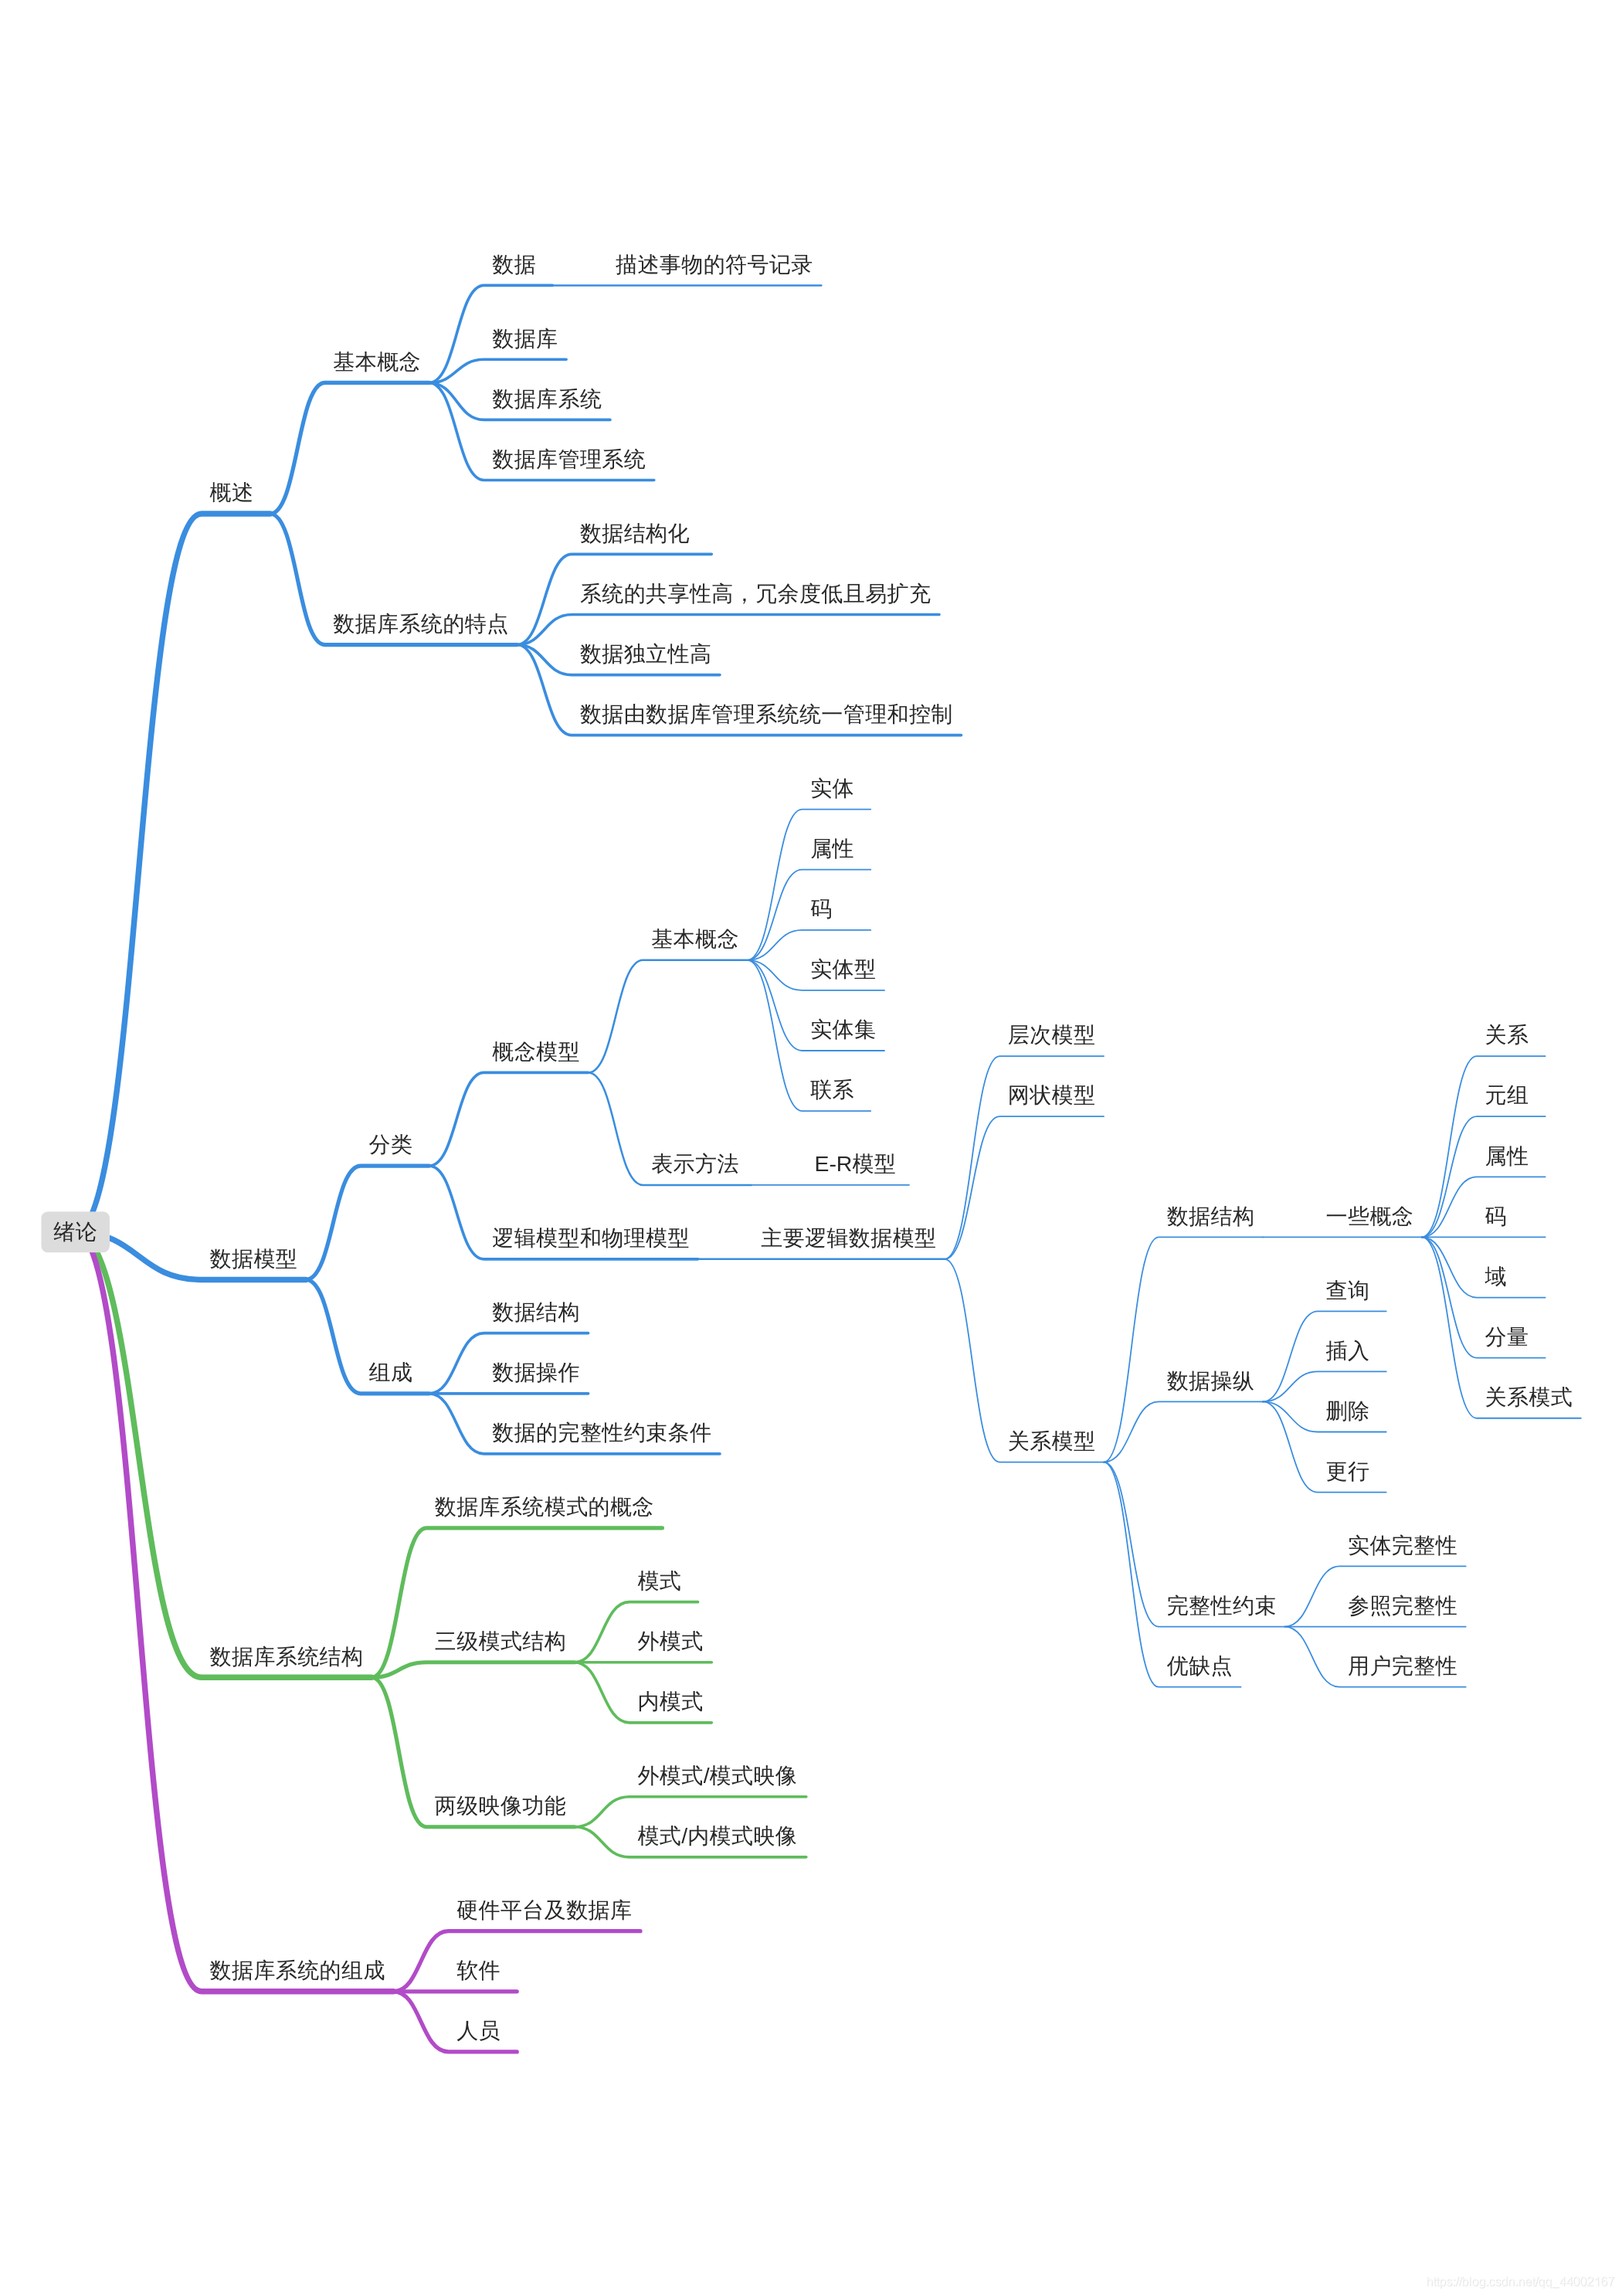 绪论
概述
基本概念
数据
描述事物的符号记录
数据库
数据库系统
数据库管理系统
数据库系统的特点
数据结构化
系统的共享性高，冗余度低且易扩充
数据独立性高
数据由数据库管理系统统一管理和控制
数据模型
分类
概念模型
基本概念
实体
属性
码
实体型
实体集
联系
表示方法
E-R模型
逻辑模型和物理模型
主要逻辑数据模型
层次模型
网状模型
关系模型
数据结构
一些概念
关系
元组
属性
码
域
分量
关系模式
数据操纵
查询
插入
删除
更行
完整性约束
实体完整性
参照完整性
用户完整性
优缺点
组成
数据结构
数据操作
数据的完整性约束条件
数据库系统结构
数据库系统模式的概念
三级模式结构
模式
外模式
内模式
两级映像功能
外模式/模式映像
模式/内模式映像
数据库系统的组成
硬件平台及数据库
软件
人员
https://blog.csdn.net/qq_44002167